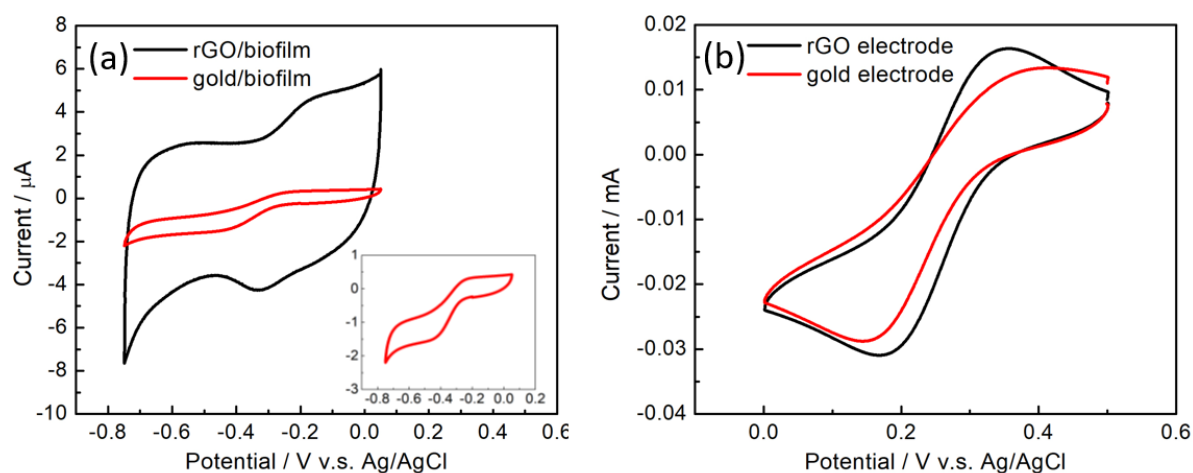 (a)
rGO/biofilm
gold/biofilm
Current / μA
8
6
4
2
0
-2
-4
-6
-8
-10
-0.8 -0.6 -0.4 -0.2 0.0 0.2 0.4 0.6
Potential / V v.s. Ag/AgCl
1
0
-1
-2
-3
-0.8 -0.6 -0.4 -0.2 0.0 0.2
(b)
rGO electrode
gold electrode
Current / mA
0.02
0.01
0.00
-0.01
-0.02
-0.03
-0.04
0.0 0.2 0.4 0.6
Potential / V v.s. Ag/AgCl